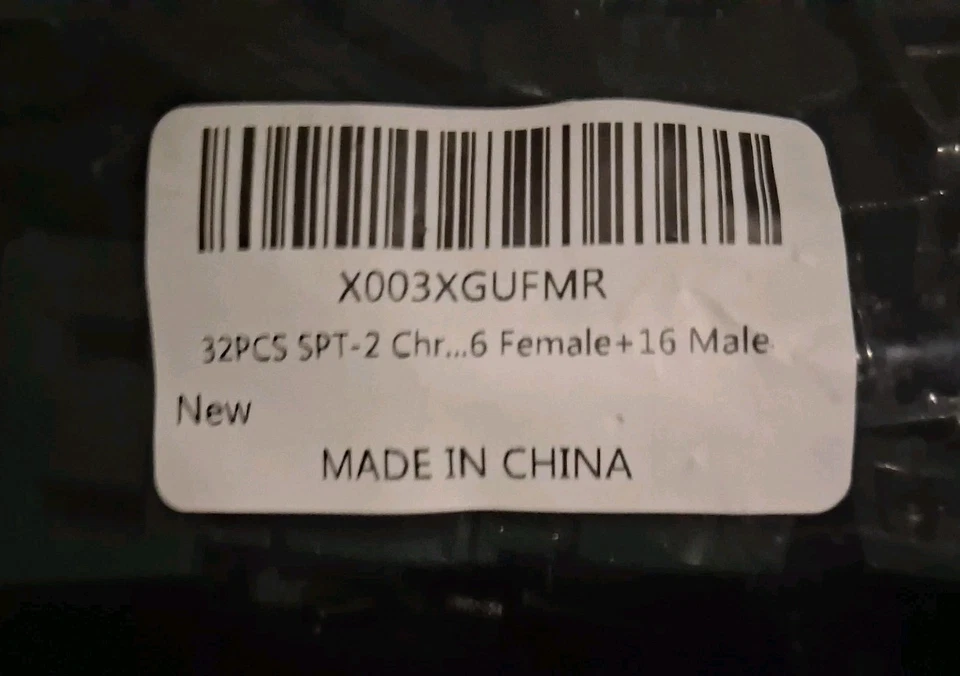 X003XGUFMR
32PCS SPT-2 Chr...6 Female+16 Male
New
MADE IN CHINA